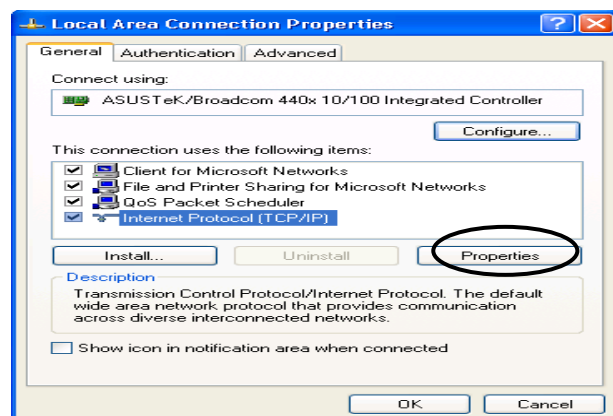 Local Area Connection Properties
General Authentication Advanced
Connect using:
ASUSTeK/Broadcom 440x 10/100 Integrated Controller
Configure...
This connection uses the following items:
Client for Microsoft Networks
File and Printer Sharing for Microsoft Networks
QoS Packet Scheduler
Internet Protocol (TCP/IP)
Install... Uninstall Properties
Description
Transmission Control Protocol/Internet Protocol. The default
wide area network protocol that provides communication
across diverse interconnected networks.
Show icon in notification area when connected
OK Cancel